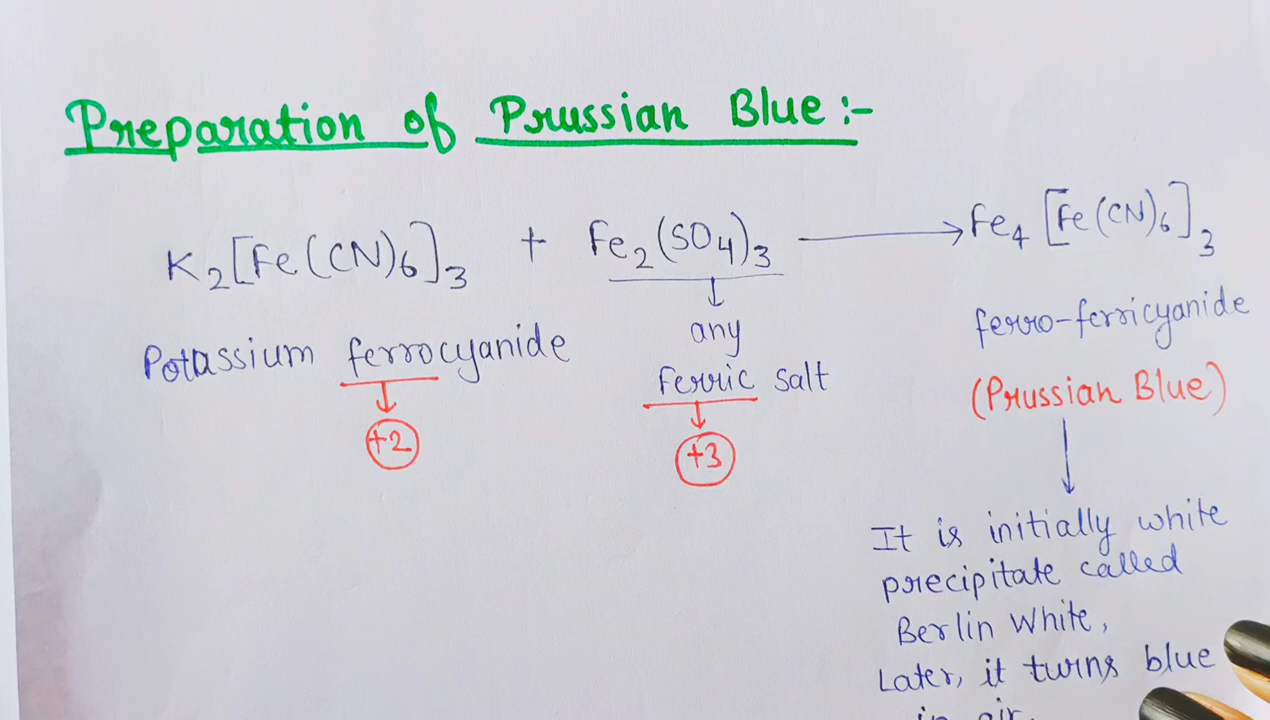 Preparation of Prussian Blue:-
K₂[Fe(CN)₆]₃ + Fe₂(SO₄)₃ ⟶ Fe₄[Fe(CN)₆]₃
Potassium ferrocyanide
+2
any
Ferric salt
+3
ferro-ferricyanide
(Prussian Blue)
It is initially white
precipitate called
Berlin White,
Later, it turns blue
in air.